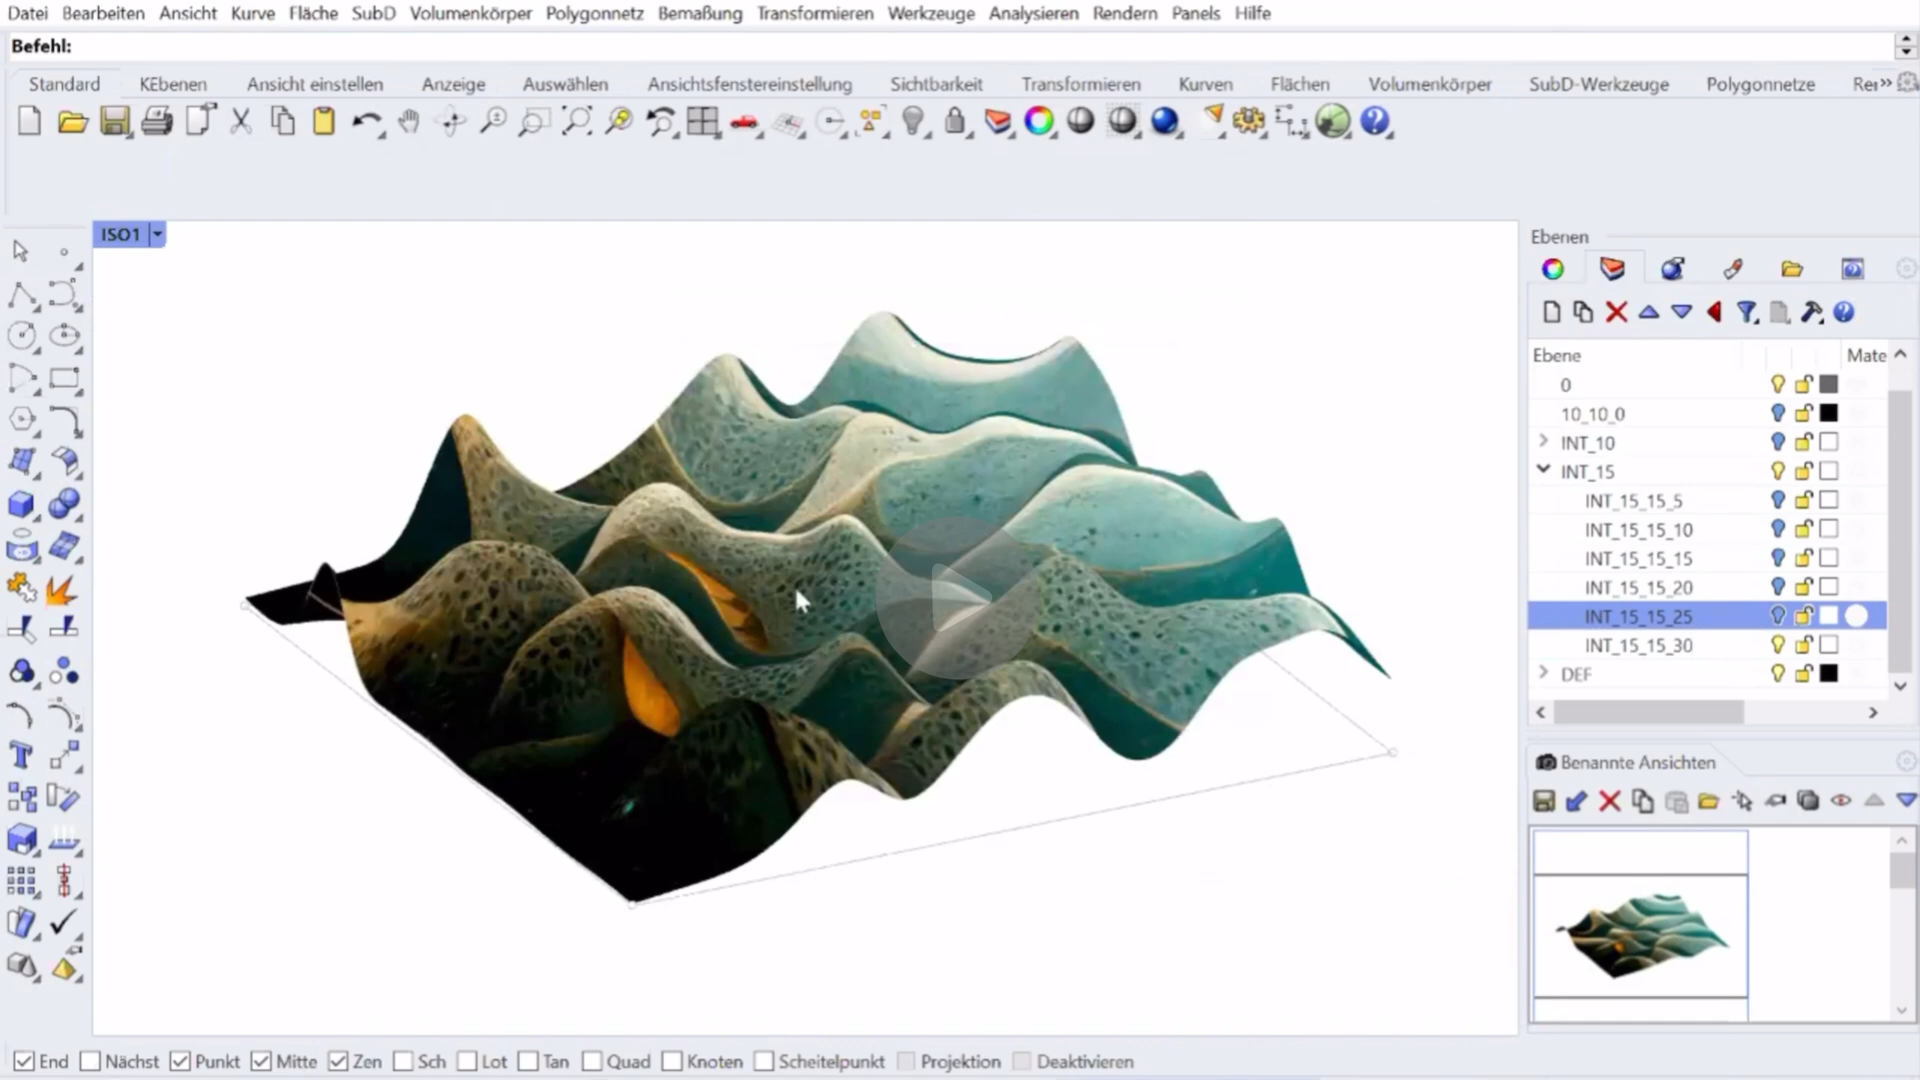 Datei Bearbeiten Ansicht Kurve Fläche SubD Volumenkörper Polygonnetz Bemaßung Transformieren Werkzeuge Analysieren Rendern Panels Hilfe
Befehl:
Standard KEbenen Ansicht einstellen Anzeige Auswählen Ansichtsfenstereinstellung Sichtbarkeit Transformieren Kurven Flächen Volumenkörper SubD-Werkzeuge Polygonnetze Rei»
ISO1
Ebenen
Ebene Mate
0
10_10_0
INT_10
INT_15
INT_15_15_5
INT_15_15_10
INT_15_15_15
INT_15_15_20
INT_15_15_25
INT_15_15_30
DEF
Benannte Ansichten
End Nächst Punkt Mitte Zen Sch Lot Tan Quad Knoten Scheitelpunkt Projektion Deaktivieren